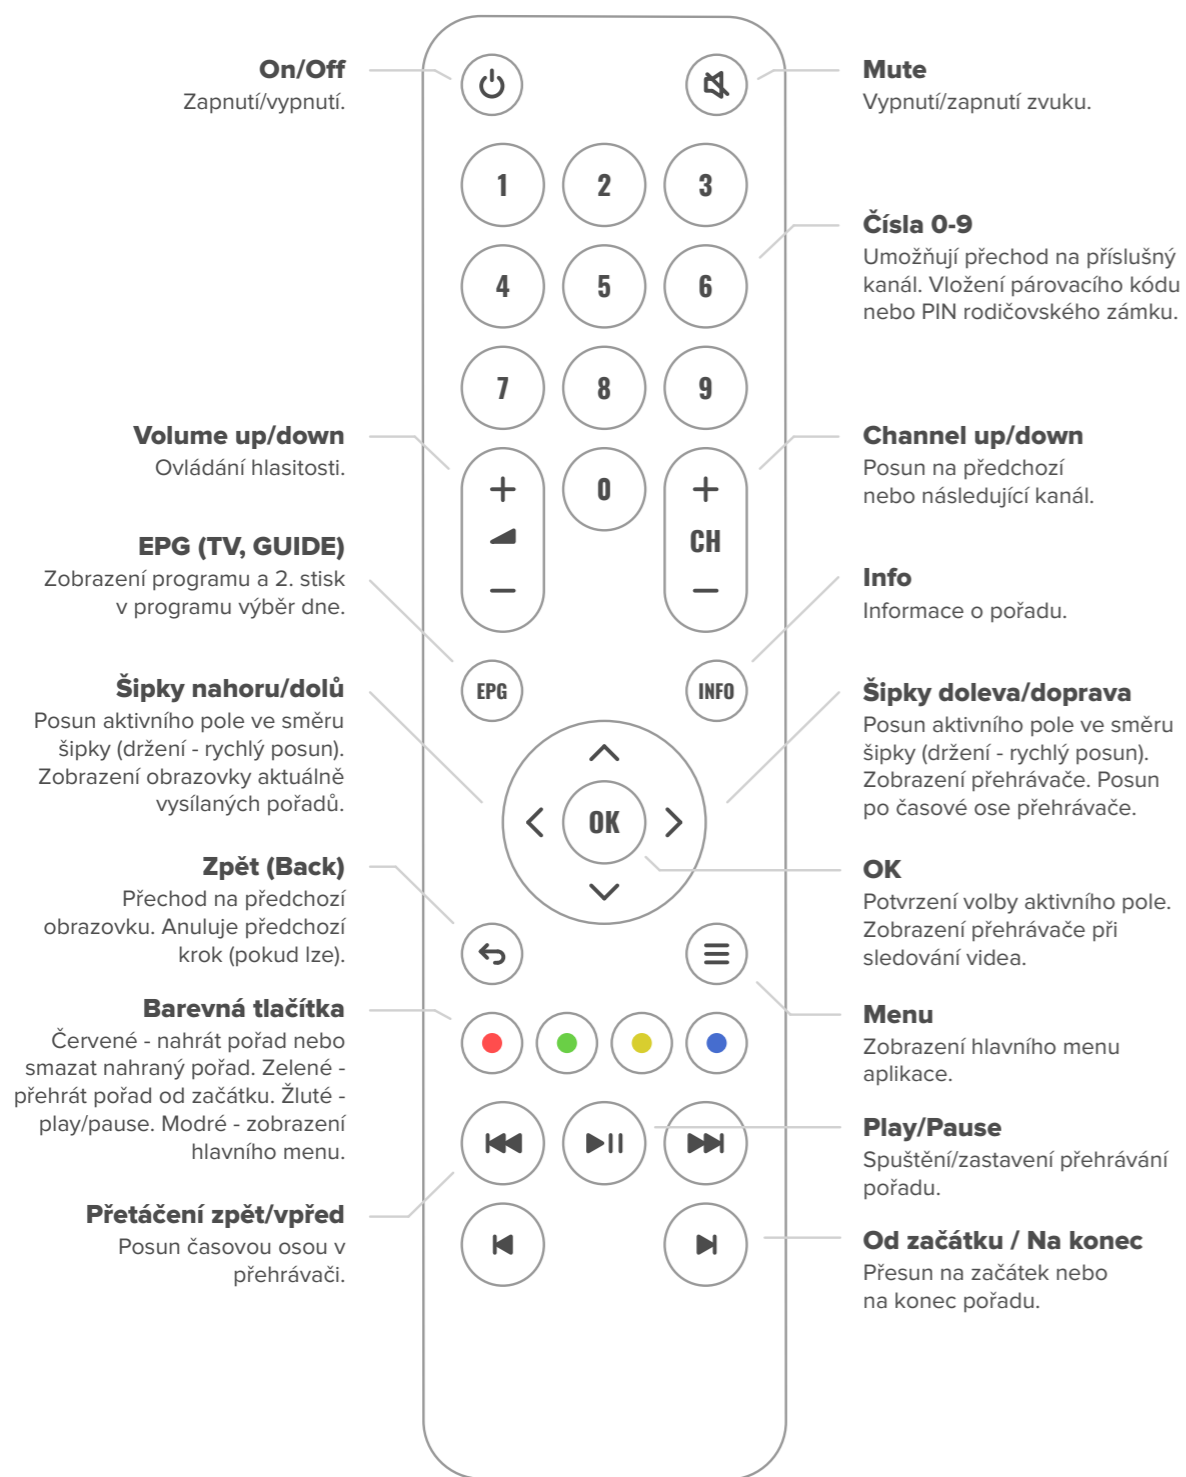 On/Off
Zapnutí/vypnutí.
Mute
Vypnutí/zapnutí zvuku.
1
2
3
Čísla 0-9
Umožňují přechod na příslušný
kanál. Vložení párovacího kódu
nebo PIN rodičovského zámku.
4
5
6
7
8
9
Volume up/down
Ovládání hlasitosti.
0
CH
Channel up/down
Posun na předchozí
nebo následující kanál.
EPG (TV, GUIDE)
Zobrazení programu a 2. stisk
v programu výběr dne.
Info
Informace o pořadu.
EPG
INFO
Šipky nahoru/dolů
Posun aktivního pole ve směru
šipky (držení - rychlý posun).
Zobrazení obrazovky aktuálně
vysílaných pořadů.
OK
Šipky doleva/doprava
Posun aktivního pole ve směru
šipky (držení - rychlý posun).
Zobrazení přehrávače. Posun
po časové ose přehrávače.
Zpět (Back)
Přechod na předchozí
obrazovku. Anuluje předchozí
krok (pokud lze).
OK
Potvrzení volby aktivního pole.
Zobrazení přehrávače při
sledování videa.
Barevná tlačítka
Červené - nahrát pořad nebo
smazat nahraný pořad. Zelené -
přehrát pořad od začátku. Žluté -
play/pause. Modré - zobrazení
hlavního menu.
Menu
Zobrazení hlavního menu
aplikace.
Play/Pause
Spuštění/zastavení přehrávání
pořadu.
Přetáčení zpět/vpřed
Posun časovou osou v
přehrávači.
Od začátku / Na konec
Přesun na začátek nebo
na konec pořadu.